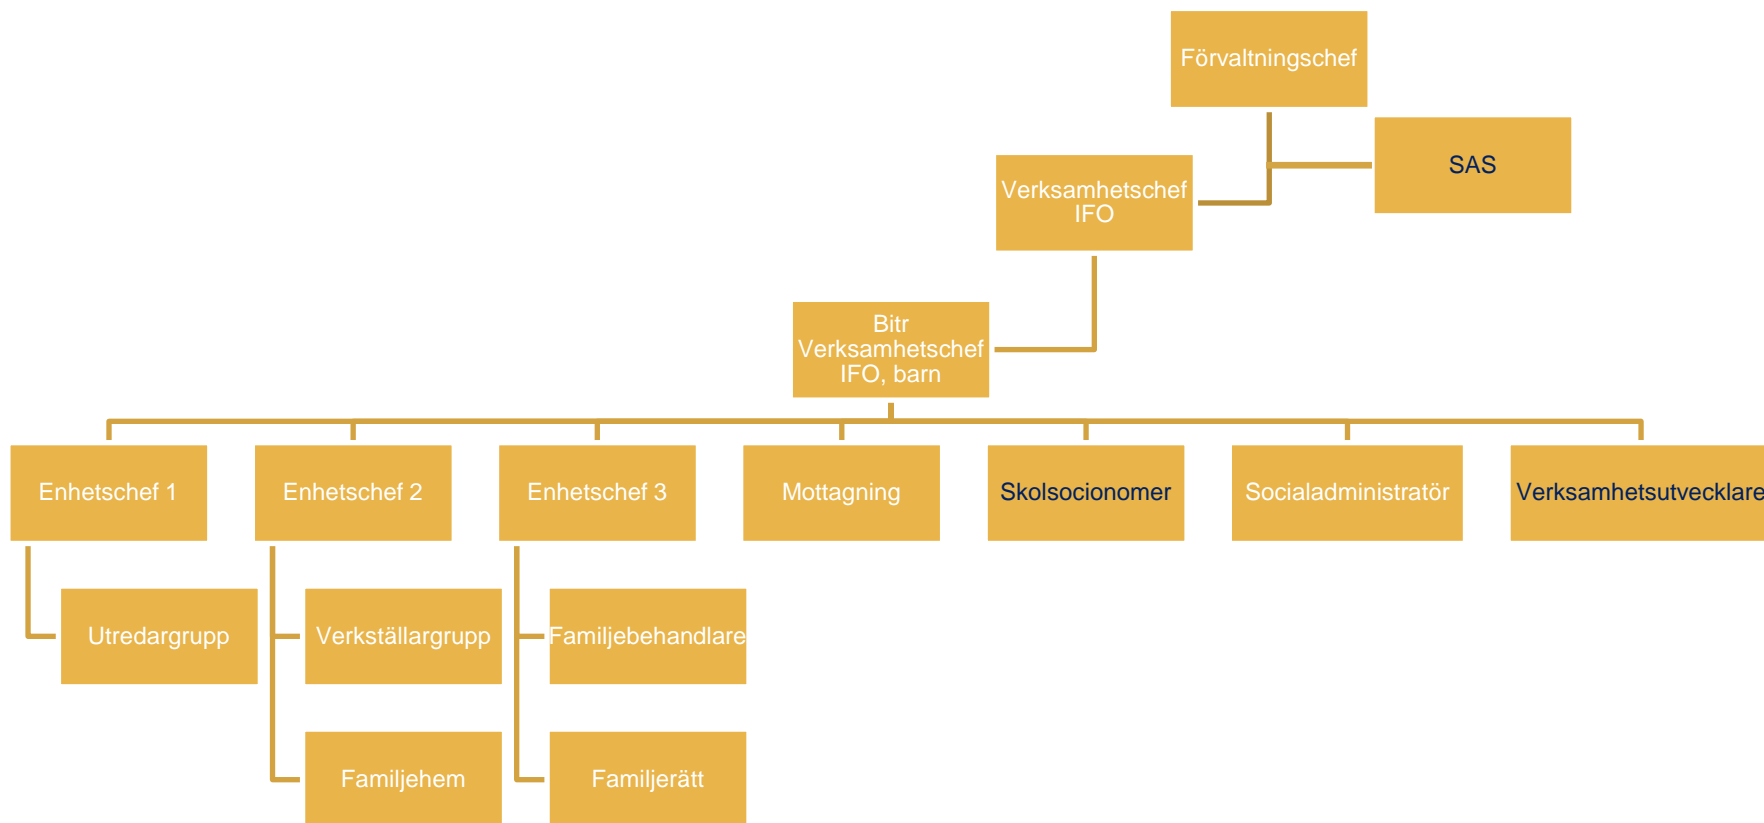 Förvaltningschef
SAS
Verksamhetschef
IFO
Bitr
Verksamhetschef
IFO, barn
Enhetschef 1
Enhetschef 2
Enhetschef 3
Mottagning
Skolsocionomer
Socialadministratör
Verksamhetsutvecklare
Utredargrupp
Verkställargrupp
Familjebehandlare
Familjehem
Familjerätt